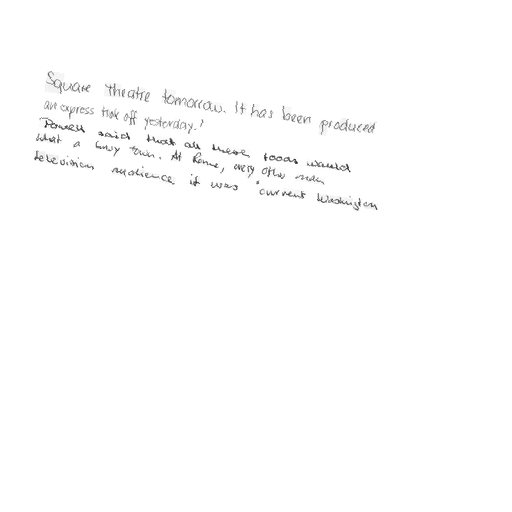 Square theatre tomorrow. It has been produced
an express took off yesterday.'
Powell said that all these foods would
What a busy town. At Rome, every other man
television audience it was "current Washington